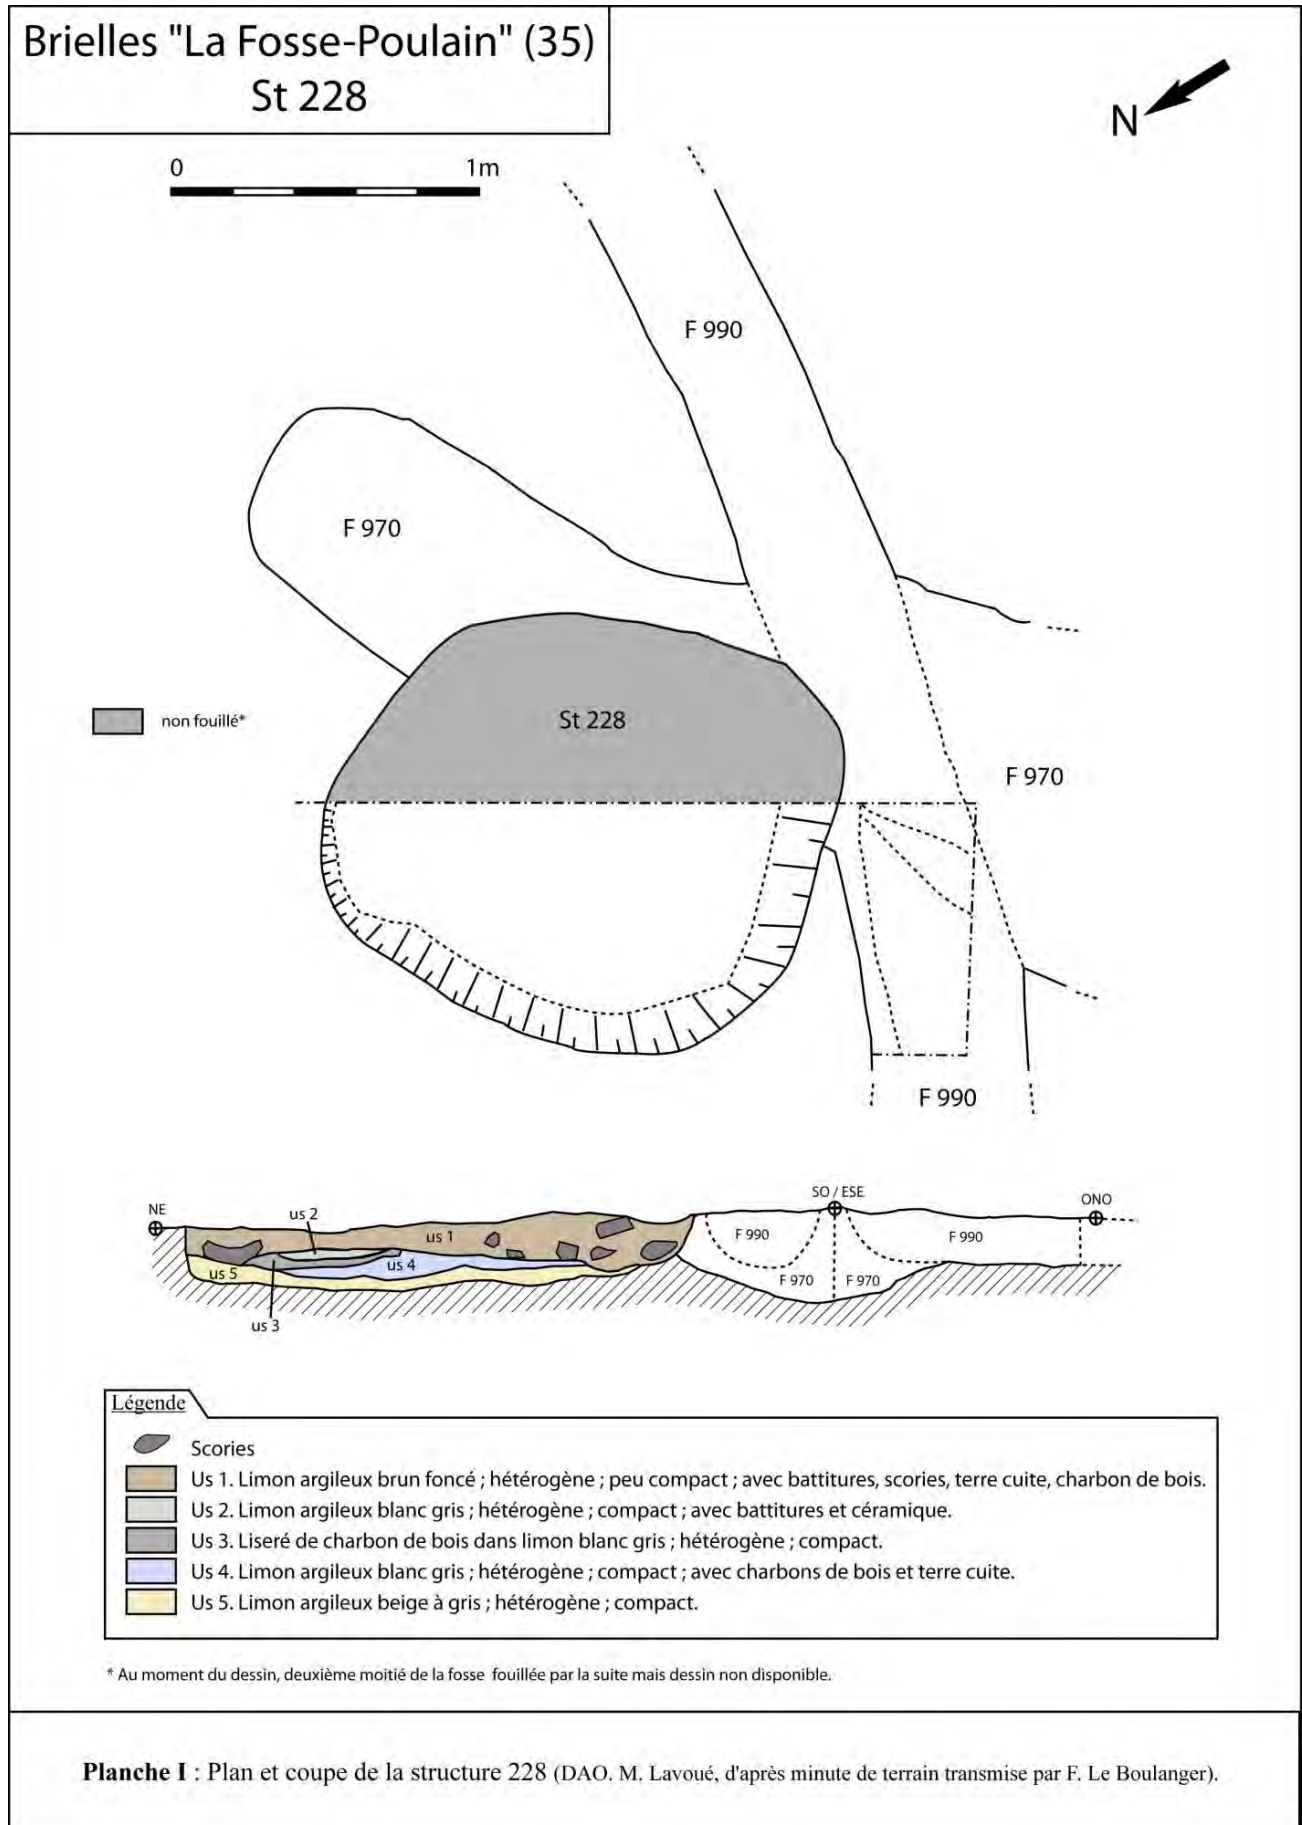 Brielles "La Fosse-Poulain" (35)
St 228
N
0 1m
F 990
F 970
St 228
non fouillé*
F 970
F 990
SO / ESE
NE
ONO
us 2
us 1
F 990
F 990
us 4
us 5
F 970
F 970
us 3
Légende
Scories
Us 1. Limon argileux brun foncé ; hétérogène ; peu compact ; avec battitures, scories, terre cuite, charbon de bois.
Us 2. Limon argileux blanc gris ; hétérogène ; compact ; avec battitures et céramique.
Us 3. Liseré de charbon de bois dans limon blanc gris ; hétérogène ; compact.
Us 4. Limon argileux blanc gris ; hétérogène ; compact ; avec charbons de bois et terre cuite.
Us 5. Limon argileux beige à gris ; hétérogène ; compact.
* Au moment du dessin, deuxième moitié de la fosse fouillée par la suite mais dessin non disponible.
Planche I : Plan et coupe de la structure 228 (DAO. M. Lavoué, d'après minute de terrain transmise par F. Le Boulanger).